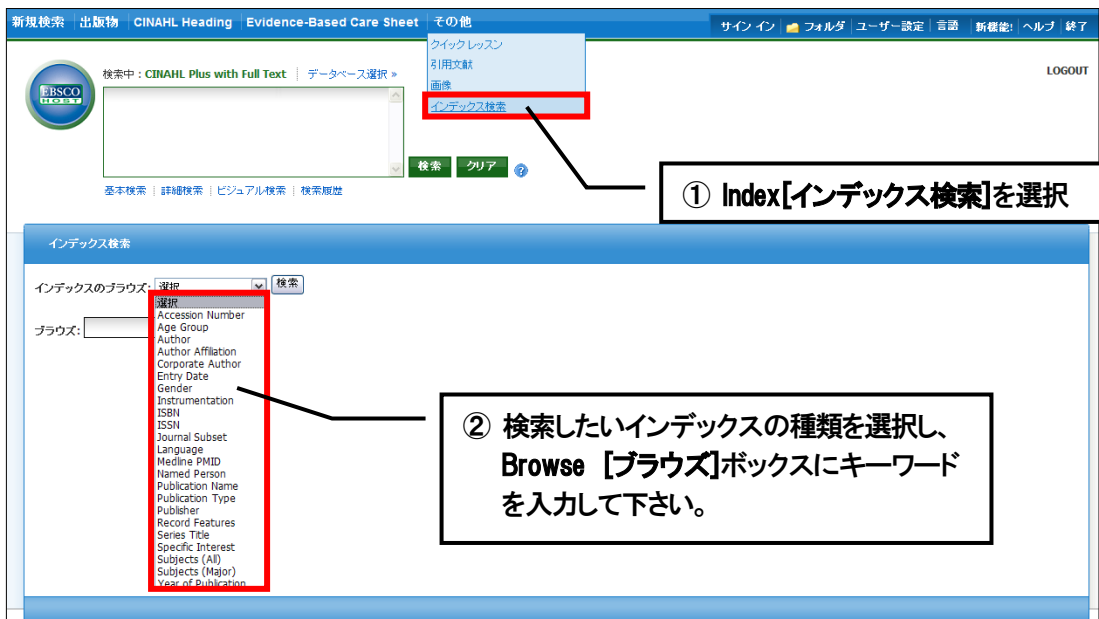 新規検索 出版物 CINAHL Heading Evidence-Based Care Sheet その他 サインイン フォルダ ユーザー設定 言語 新機能! ヘルプ 終了
クイック レッスン
引用文献
画像
インデックス検索
EBSCO
HOST
検索中 : CINAHL Plus with Full Text データベース選択 »
LOGOUT
検索 クリア ?
基本検索 詳細検索 ビジュアル検索 検索履歴
① Index[インデックス検索]を選択
インデックス検索
インデックスのブラウズ: 選択 検索
ブラウズ:
選択
Accession Number
Age Group
Author
Author Affiliation
Corporate Author
Entry Date
Gender
Instrumentation
ISBN
ISSN
Journal Subset
Language
Medline PMID
Named Person
Publication Name
Publication Type
Publisher
Record Features
Series Title
Specific Interest
Subjects (All)
Subjects (Major)
Year of Publication
② 検索したいインデックスの種類を選択し、
Browse [ブラウズ]ボックスにキーワード
を入力して下さい。